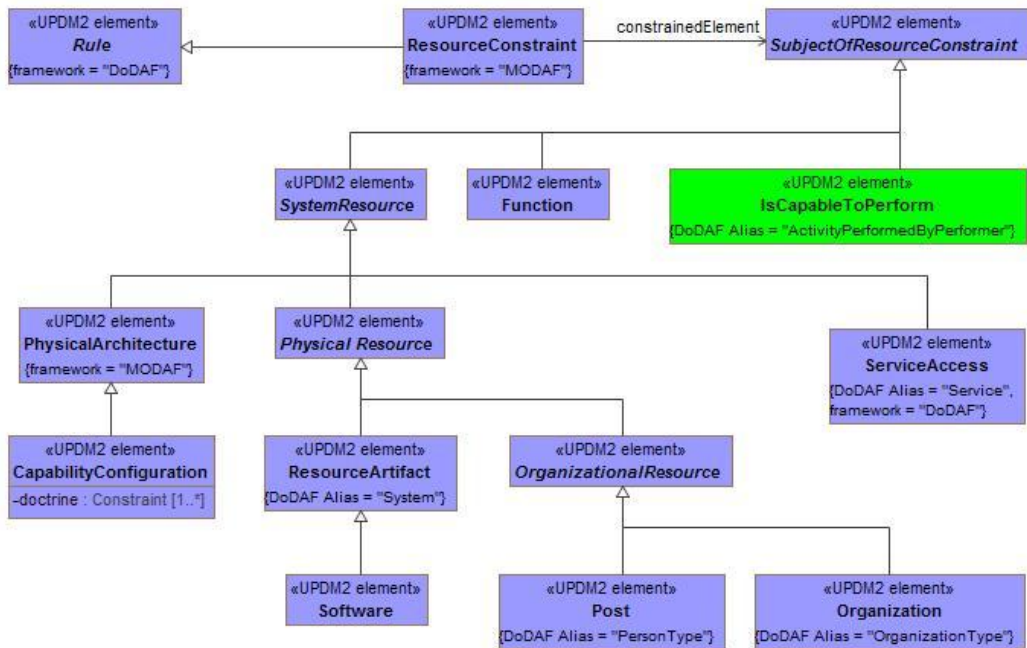 «UPDM2 element»
Rule
{framework = "DoDAF"}
«UPDM2 element»
ResourceConstraint
{framework = "MODAF"}
constrainedElement
«UPDM2 element»
SubjectOfResourceConstraint
«UPDM2 element»
SystemResource
«UPDM2 element»
Function
«UPDM2 element»
IsCapableToPerform
{DoDAF Alias = "ActivityPerformedByPerformer"}
«UPDM2 element»
PhysicalArchitecture
{framework = "MODAF"}
«UPDM2 element»
Physical Resource
«UPDM2 element»
ServiceAccess
{DoDAF Alias = "Service",
framework = "DoDAF"}
«UPDM2 element»
CapabilityConfiguration
-doctrine : Constraint [1..*]
«UPDM2 element»
ResourceArtifact
{DoDAF Alias = "System"}
«UPDM2 element»
OrganizationalResource
«UPDM2 element»
Software
«UPDM2 element»
Post
{DoDAF Alias = "PersonType"}
«UPDM2 element»
Organization
{DoDAF Alias = "OrganizationType"}